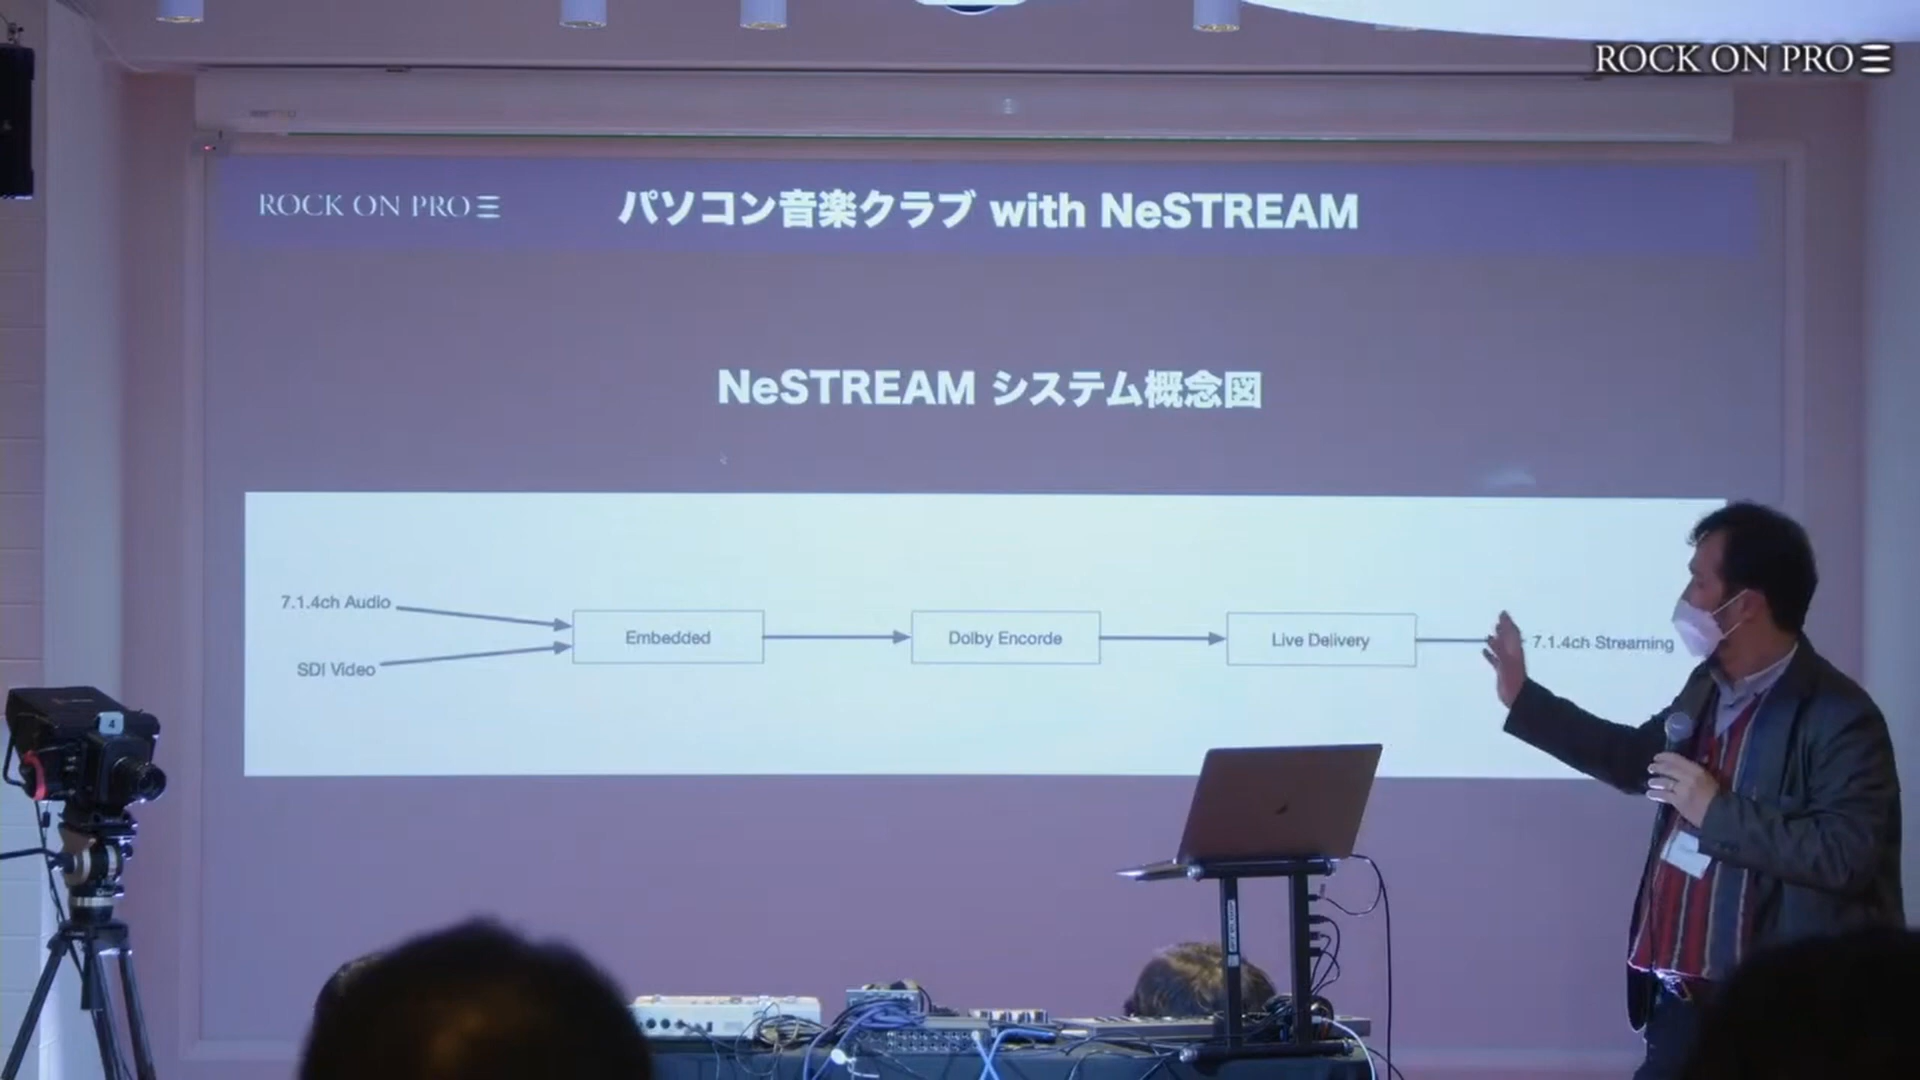 ROCK ON PRO
ROCK ON PRO
パソコン音楽クラブ with NeSTREAM
NeSTREAM システム概念図
7.1.4ch Audio
SDI Video
Embedded
Dolby Encorde
Live Delivery
7.1.4ch Streaming
4